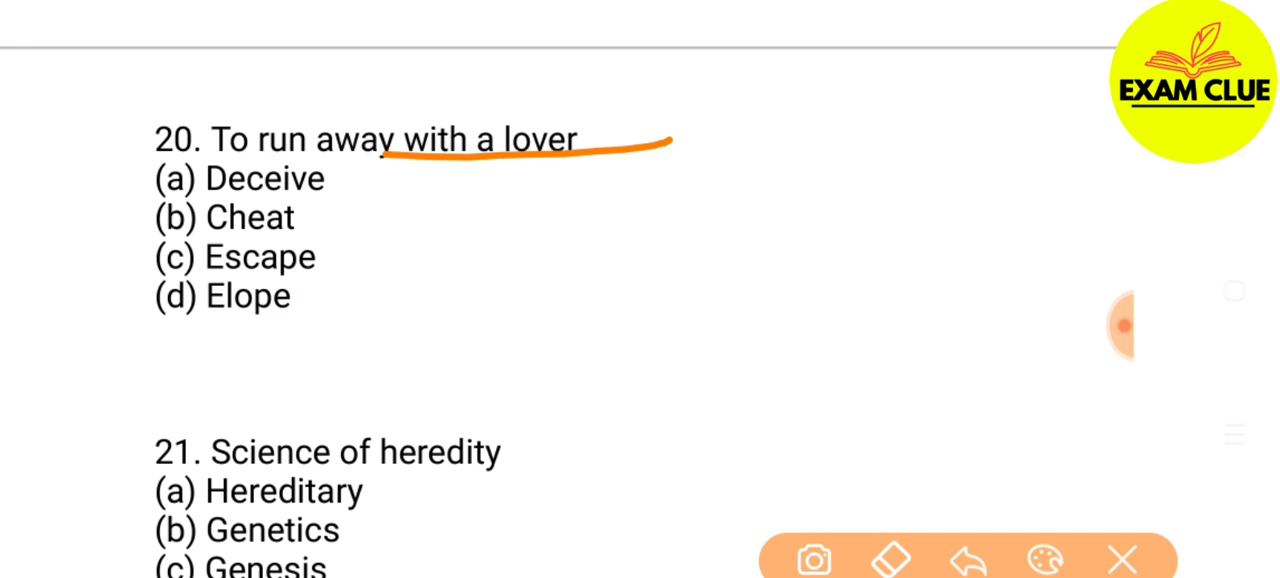 EXAM CLUE
20. To run away with a lover
(a) Deceive
(b) Cheat
(c) Escape
(d) Elope
21. Science of heredity
(a) Hereditary
(b) Genetics
(c) Genesis